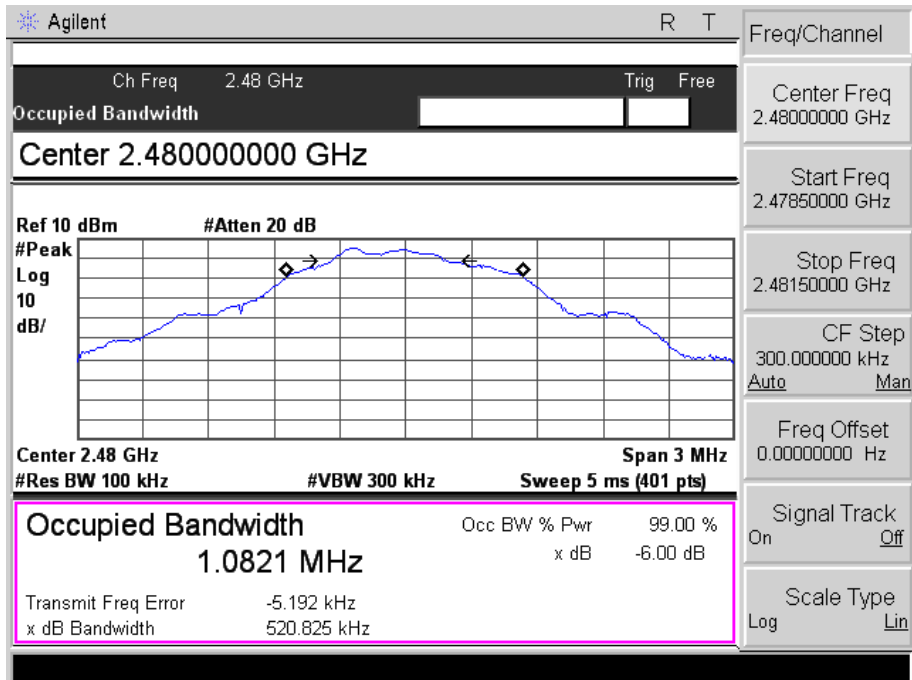 Agilent R T
Ch Freq 2.48 GHz Trig Free
Occupied Bandwidth
Center 2.480000000 GHz
Ref 10 dBm #Atten 20 dB
#Peak
Log
10
dB/
Center 2.48 GHz Span 3 MHz
#Res BW 100 kHz #VBW 300 kHz Sweep 5 ms (401 pts)
Occupied Bandwidth
1.0821 MHz
Occ BW % Pwr 99.00 %
x dB -6.00 dB
Transmit Freq Error -5.192 kHz
x dB Bandwidth 520.825 kHz
Freq/Channel
Center Freq
2.48000000 GHz
Start Freq
2.47850000 GHz
Stop Freq
2.48150000 GHz
CF Step
300.000000 kHz
Auto Man
Freq Offset
0.00000000 Hz
Signal Track
On Off
Scale Type
Log Lin